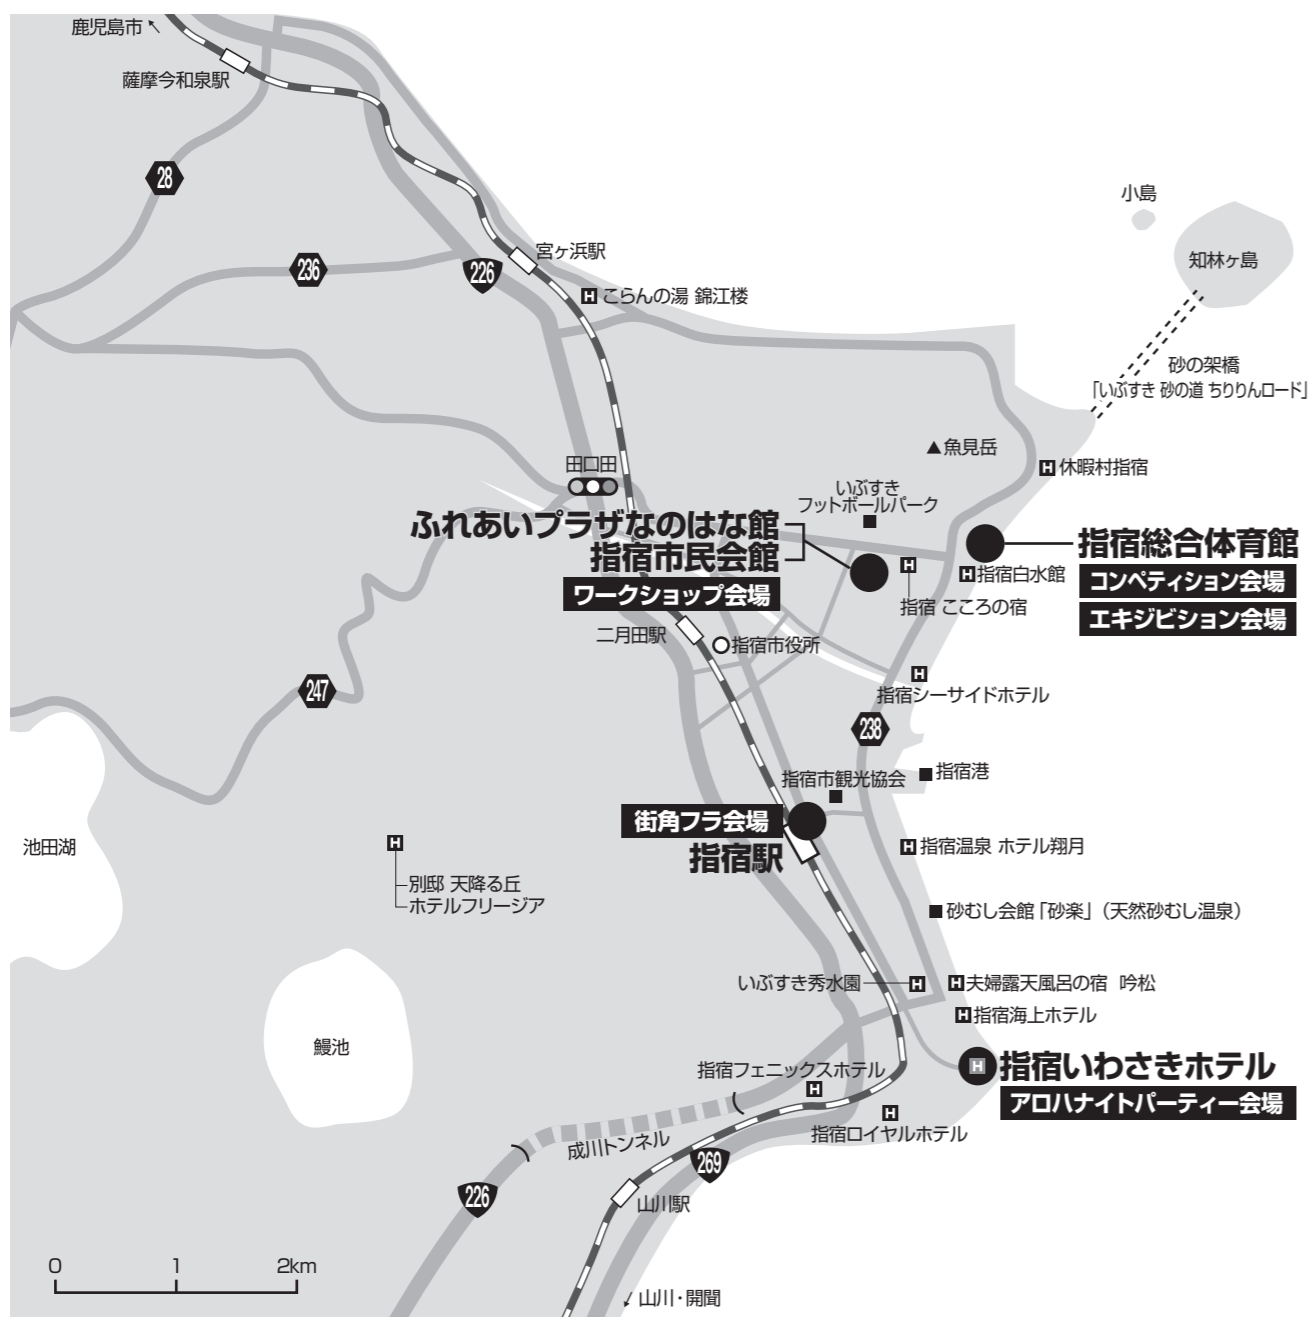 鹿児島市
薩摩今和泉駅
28
小島
知林ヶ島
宮ヶ浜駅
236
226
こらんの湯 錦江楼
砂の架橋
「いぶすき 砂の道 ちりりんロード」
魚見岳
休暇村指宿
田口田
いぶすき
フットボールパーク
ふれあいプラザなのはな館
指宿市民会館
ワークショップ会場
指宿総合体育館
コンペティション会場
エキジビション会場
指宿白水館
指宿 こころの宿
二月田駅
指宿市役所
247
指宿シーサイドホテル
238
指宿市観光協会
指宿港
街角フラ会場
指宿駅
池田湖
指宿温泉 ホテル翔月
別邸 天降る丘
ホテルフリージア
砂むし会館「砂楽」（天然砂むし温泉）
いぶすき秀水園
夫婦露天風呂の宿 吟松
指宿海上ホテル
鰻池
指宿フェニックスホテル
指宿いわさきホテル
アロハナイトパーティー会場
指宿ロイヤルホテル
成川トンネル
269
226
山川駅
0 1 2km
山川・開聞